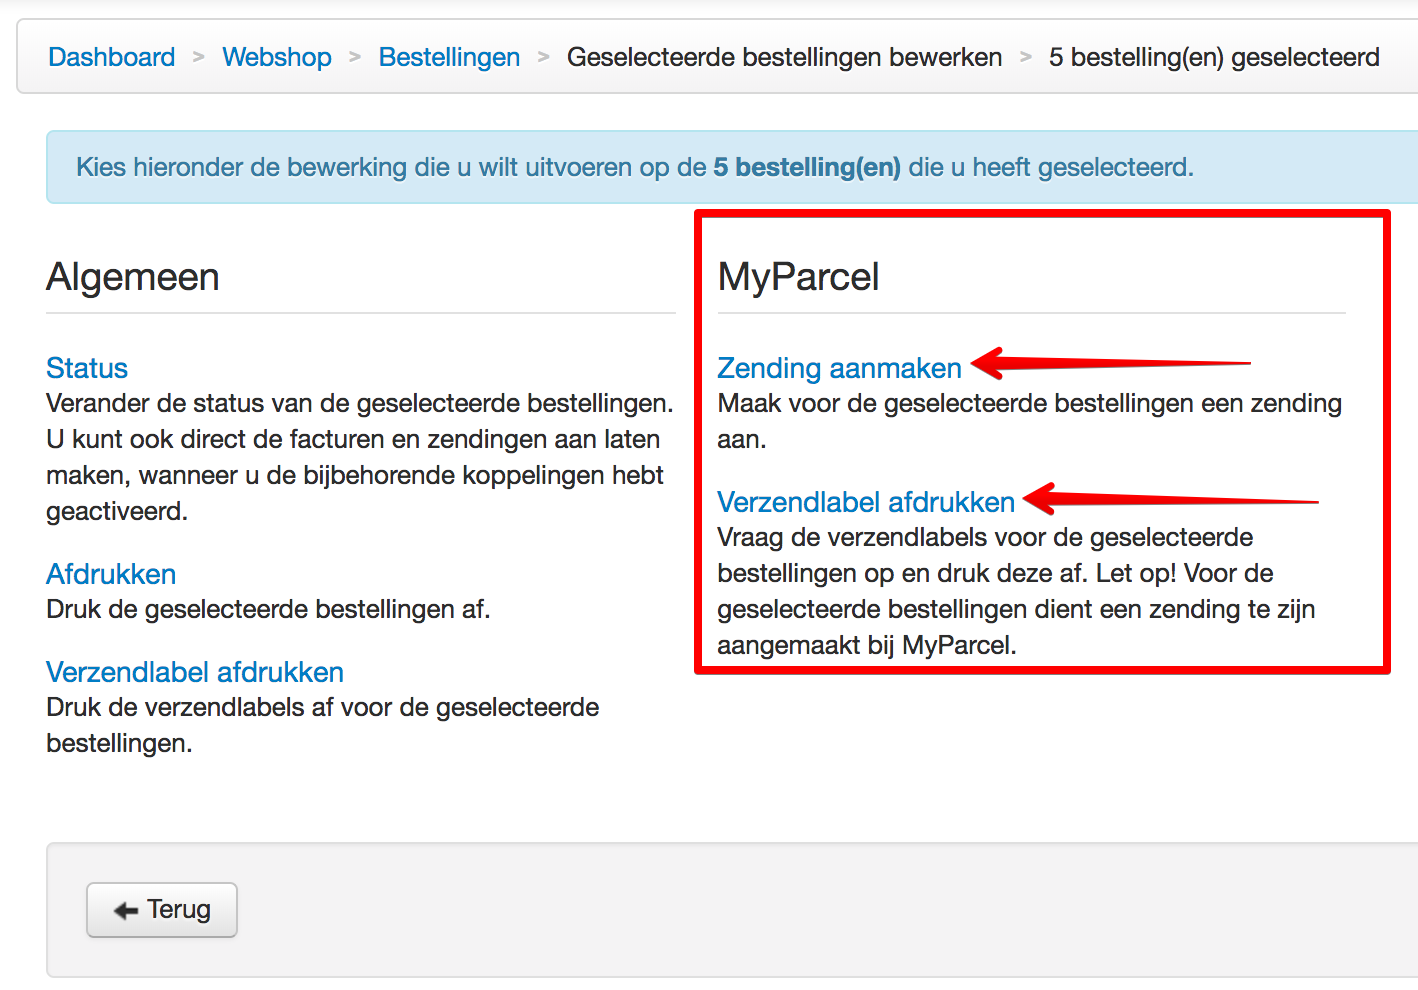 Dashboard > Webshop > Bestellingen > Geselecteerde bestellingen bewerken > 5 bestelling(en) geselecteerd
Kies hieronder de bewerking die u wilt uitvoeren op de 5 bestelling(en) die u heeft geselecteerd.
Algemeen
Status
Verander de status van de geselecteerde bestellingen.
U kunt ook direct de facturen en zendingen aan laten
maken, wanneer u de bijbehorende koppelingen hebt
geactiveerd.
Afdrukken
Druk de geselecteerde bestellingen af.
Verzendlabel afdrukken
Druk de verzendlabels af voor de geselecteerde
bestellingen.
MyParcel
Zending aanmaken
Maak voor de geselecteerde bestellingen een zending
aan.
Verzendlabel afdrukken
Vraag de verzendlabels voor de geselecteerde
bestellingen op en druk deze af. Let op! Voor de
geselecteerde bestellingen dient een zending te zijn
aangemaakt bij MyParcel.
Terug